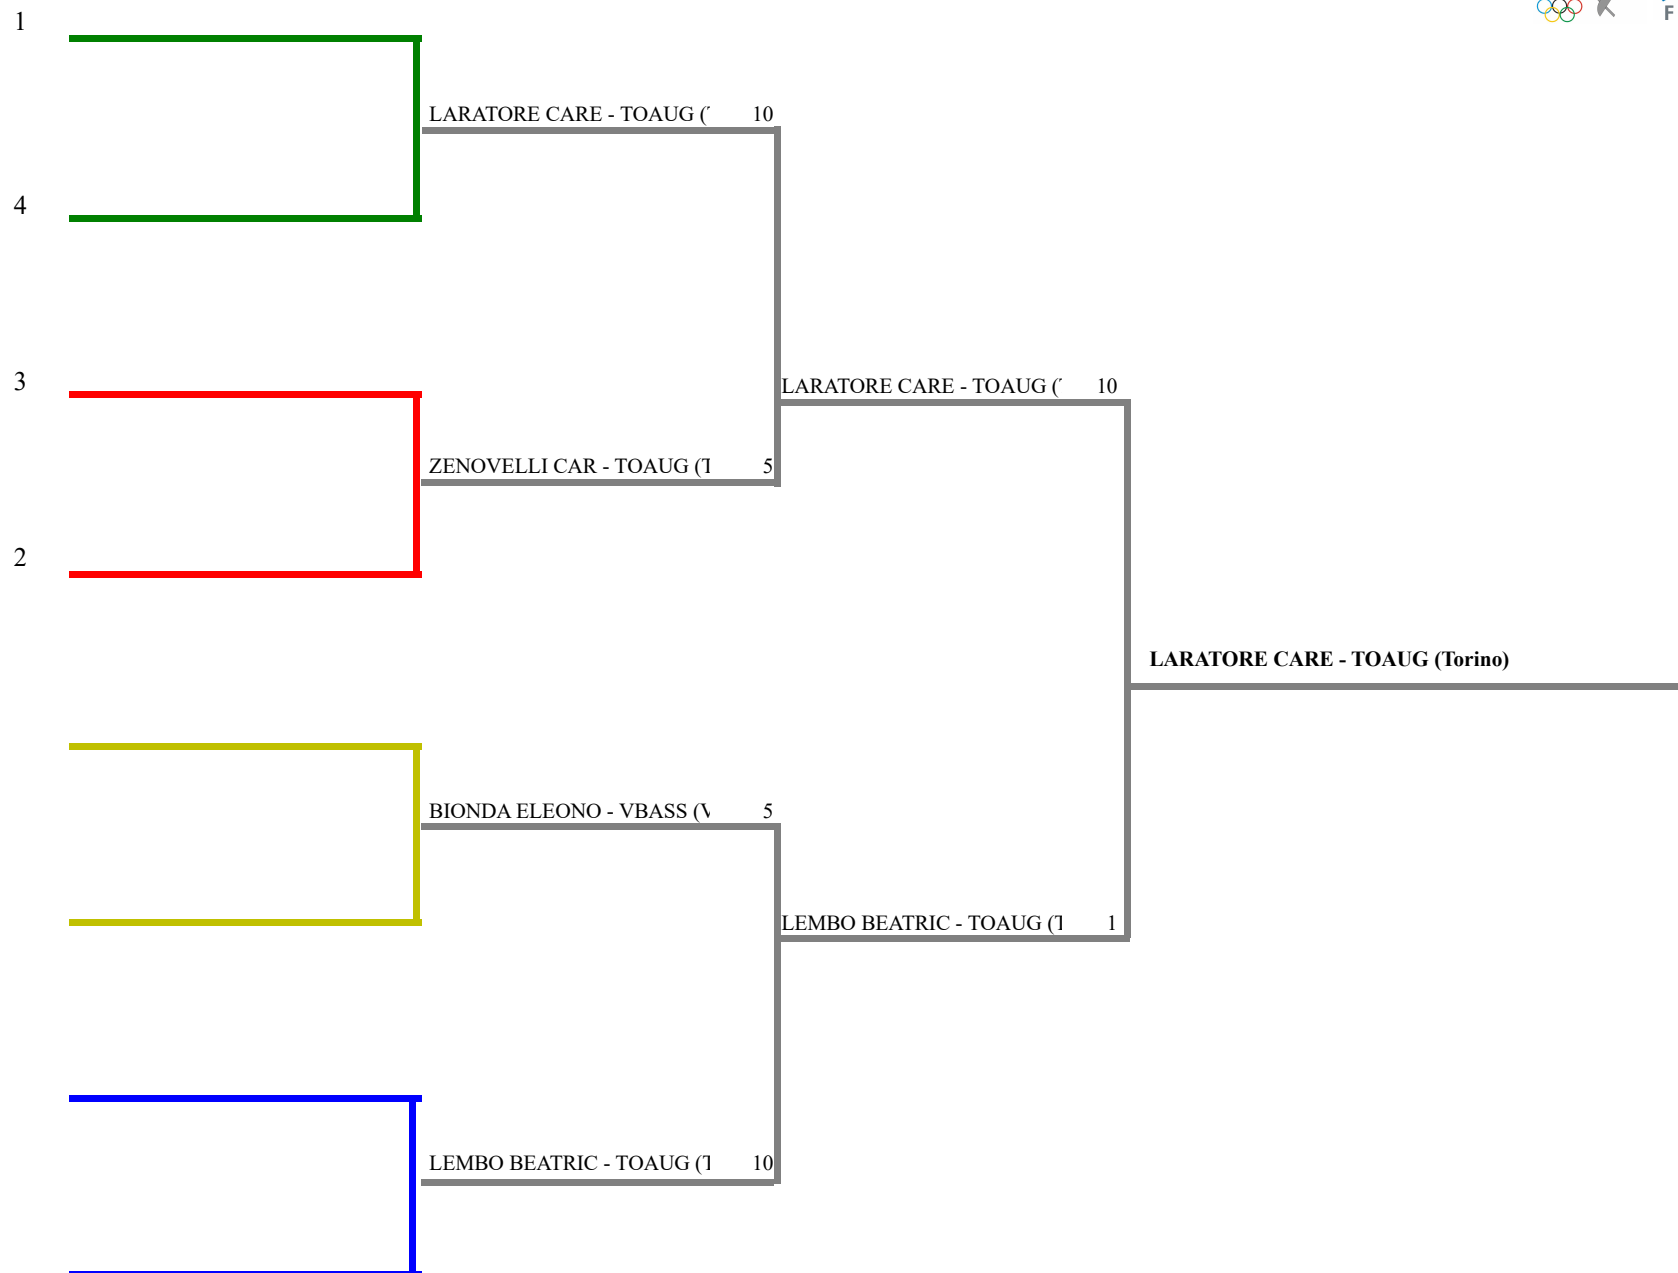 F
1
LARATORE CARE - TOAUG ( 10
4
3
LARATORE CARE - TOAUG ( 10
ZENOVELLI CAR - TOAUG (T 5
2
LARATORE CARE - TOAUG (Torino)
BIONDA ELEONO - VBASS (V 5
LEMBO BEATRIC - TOAUG (T 1
LEMBO BEATRIC - TOAUG (T 10